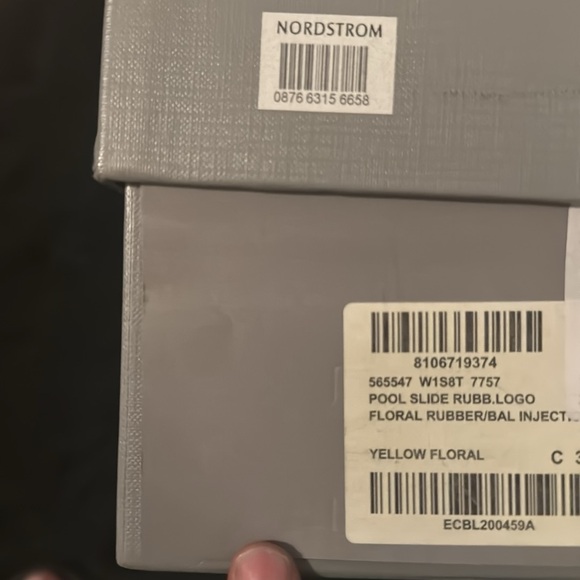 NORDSTROM
0876 6315 6658
8106719374
565547 W1S8T 7757
POOL SLIDE RUBB.LOGO
FLORAL RUBBER/BAL INJECT.
YELLOW FLORAL C 3
ECBL200459A